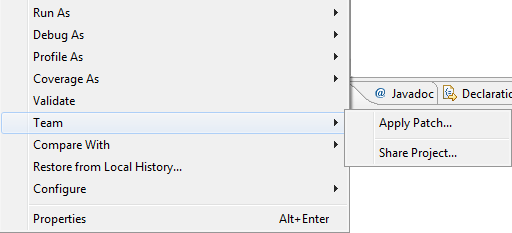 Run As
Debug As
Profile As
Coverage As
Validate
Team
Compare With
Restore from Local History...
Configure
Properties Alt+Enter
@ Javadoc
Apply Patch...
Share Project...